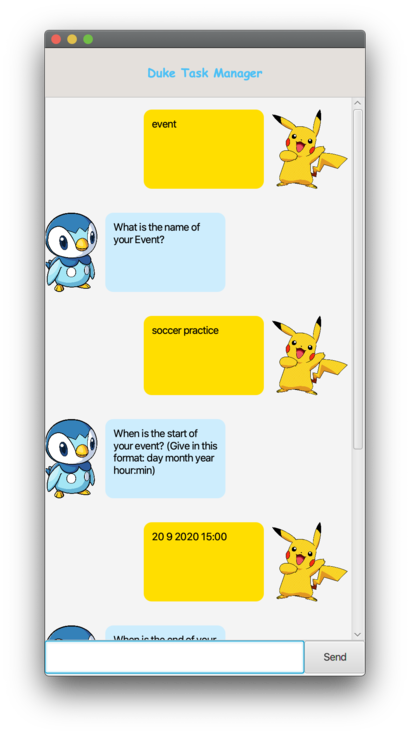 Duke Task Manager
event
What is the name of
your Event?
soccer practice
When is the start of
your event? (Give in this
format: day month year
hour:min)
20 9 2020 15:00
When is the end of your
Send